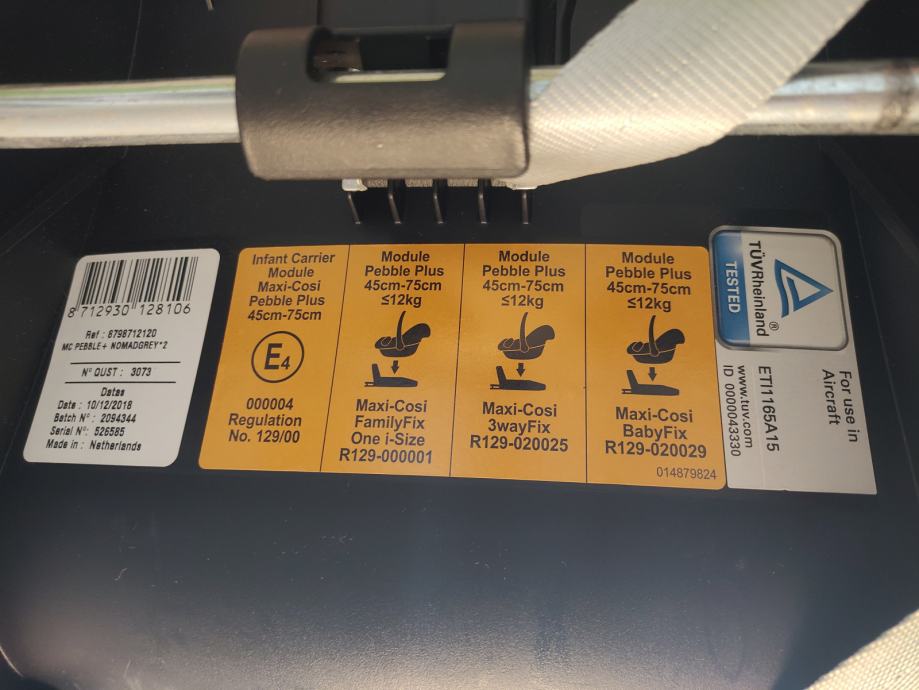 8 712930 128106
Ref : 8798712120
MC PEBBLE+ NOMADGREY*2
N° OUST : 3073
Datas
Date : 10/12/2018
Batch N° : 2094344
Serial N° : 526585
Made in : Netherlands
Infant Carrier
Module
Maxi-Cosi
Pebble Plus
45cm-75cm
E4
000004
Regulation
No. 129/00
Module
Pebble Plus
45cm-75cm
≤12kg
Maxi-Cosi
FamilyFix
One i-Size
R129-000001
Module
Pebble Plus
45cm-75cm
≤12kg
Maxi-Cosi
3wayFix
R129-020025
Module
Pebble Plus
45cm-75cm
≤12kg
Maxi-Cosi
BabyFix
R129-020029
014879824
TÜVRheinland®
TESTED
ETI1165A15
www.tuv.com
ID 0000043330
For use in
Aircraft